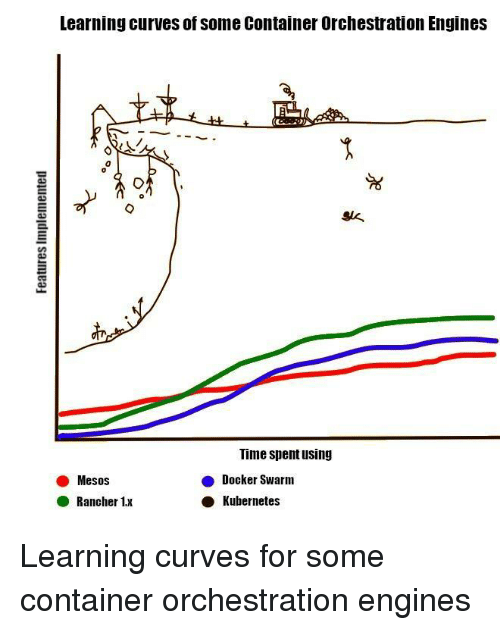 Learning curves of some Container Orchestration Engines
Features Implemented
Time spent using
Mesos
Docker Swarm
Rancher 1.x
Kubernetes
Learning curves for some
container orchestration engines